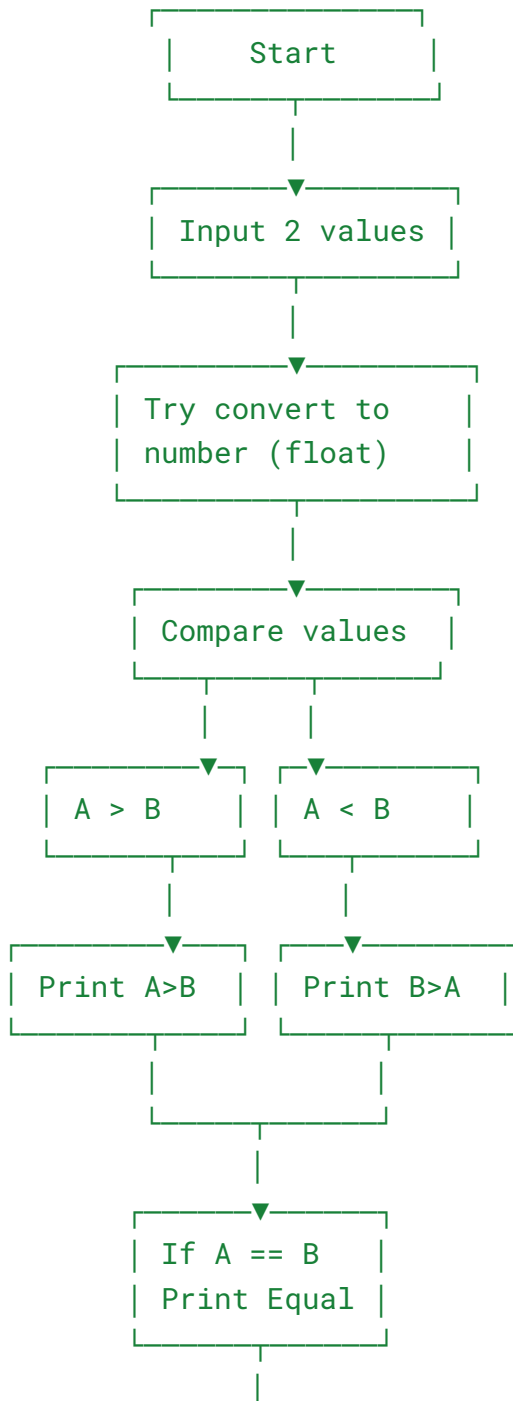 Start
Input 2 values
Try convert to
number (float)
Compare values
A > B
A < B
Print A>B
Print B>A
If A == B
Print Equal